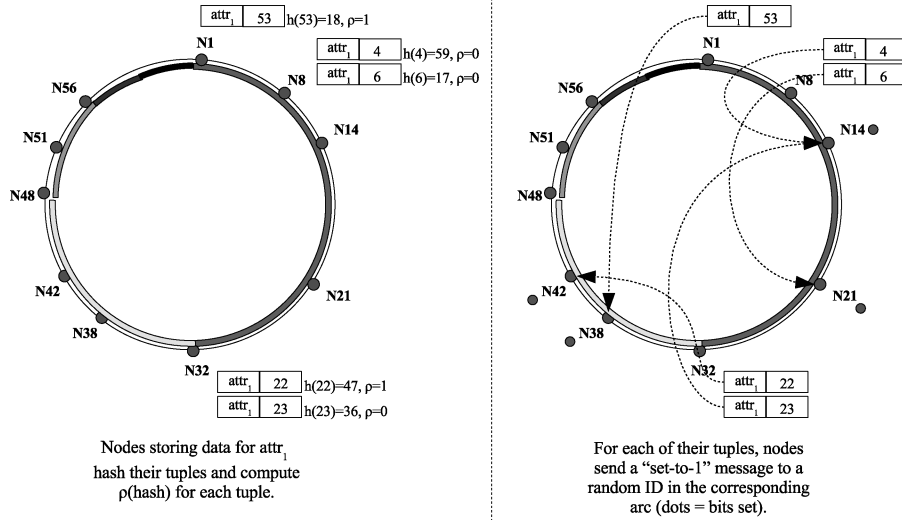 attr1 53 h(53)=18, ρ=1
N1
attr1 4 h(4)=59, ρ=0
attr1 6 h(6)=17, ρ=0
N56
N8
N51
N14
N48
N42
N21
N38
N32
attr1 22 h(22)=47, ρ=1
attr1 23 h(23)=36, ρ=0
Nodes storing data for attr1
hash their tuples and compute
ρ(hash) for each tuple.
attr1 53
N1
attr1 4
attr1 6
N56
N8
N51
N14
N48
N42
N21
N38
N32
attr1 22
attr1 23
For each of their tuples, nodes
send a “set-to-1” message to a
random ID in the corresponding
arc (dots = bits set).